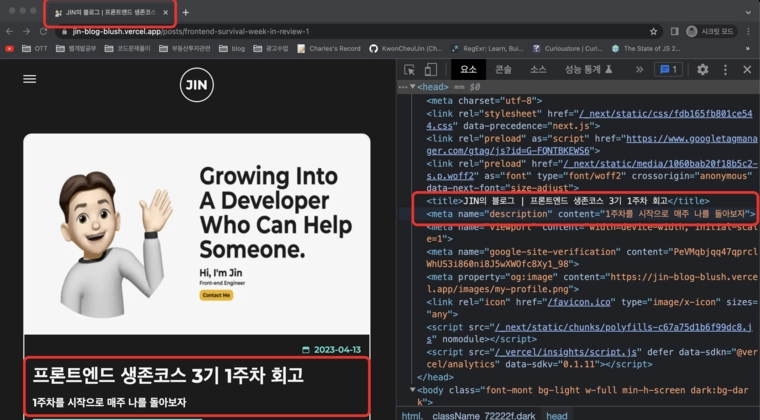 JIN의 블로그 | 프론트엔드 생존코스
jin-blog-blush.vercel.app/posts/frontend-survival-week-in-review-1
시크릿 모드
OTT
웹개발공부
코드문제풀이
부동산투자관련
blog
광고수입
Charles's Record
KwonCheulJin (Ch...
RegExr: Learn, Bui...
Curioustore | Curi...
The State of JS 2...
JIN
Growing Into
A Developer
Who Can Help
Someone.
Hi, I'm Jin
Front-end Engineer
Contact Me
2023-04-13
프론트엔드 생존코스 3기 1주차 회고
1주차를 시작으로 매주 나를 돌아보자
요소 콘솔 소스 성능 통계 1
<head> == $0
<meta charset="utf-8">
<link rel="stylesheet" href="/_next/static/css/fdb165fb801ce54
4.css" data-precedence="next.js">
<link rel="preload" as="script" href="https://www.googletagmana
ger.com/gtag/js?id=G-FQNTBKEWS6">
<link rel="preload" href="/_next/static/media/1060bab20f18b5c2-
s.p.woff2" as="font" type="font/woff2" crossorigin="anonymous"
data-next-font="size-adjust">
<title>JIN의 블로그 | 프론트엔드 생존코스 3기 1주차 회고</title>
<meta name="description" content="1주차를 시작으로 매주 나를 돌아보자">
<meta name="viewport" content="width=device-width, initial-scal
e=1">
<meta name="google-site-verification" content="PeVMqbjqq47qprcl
WhUS3i860ni8J5wXWOfc8Xy1_98">
<meta property="og:image" content="https://jin-blog-blush.verce
l.app/images/my-profile.png">
<link rel="icon" href="/favicon.ico" type="image/x-icon" sizes=
"any">
<script src="/_next/static/chunks/polyfills-c67a75d1b6f99dc8.j
s" nomodule></script>
<script src="/_vercel/insights/script.js" defer data-sdkn="@ver
cel/analytics" data-sdkv="0.1.11"></script>
</head>
<body class="font-mont bg-light w-full min-h-screen dark:bg-dar
k">
html. className_72222f.dark head